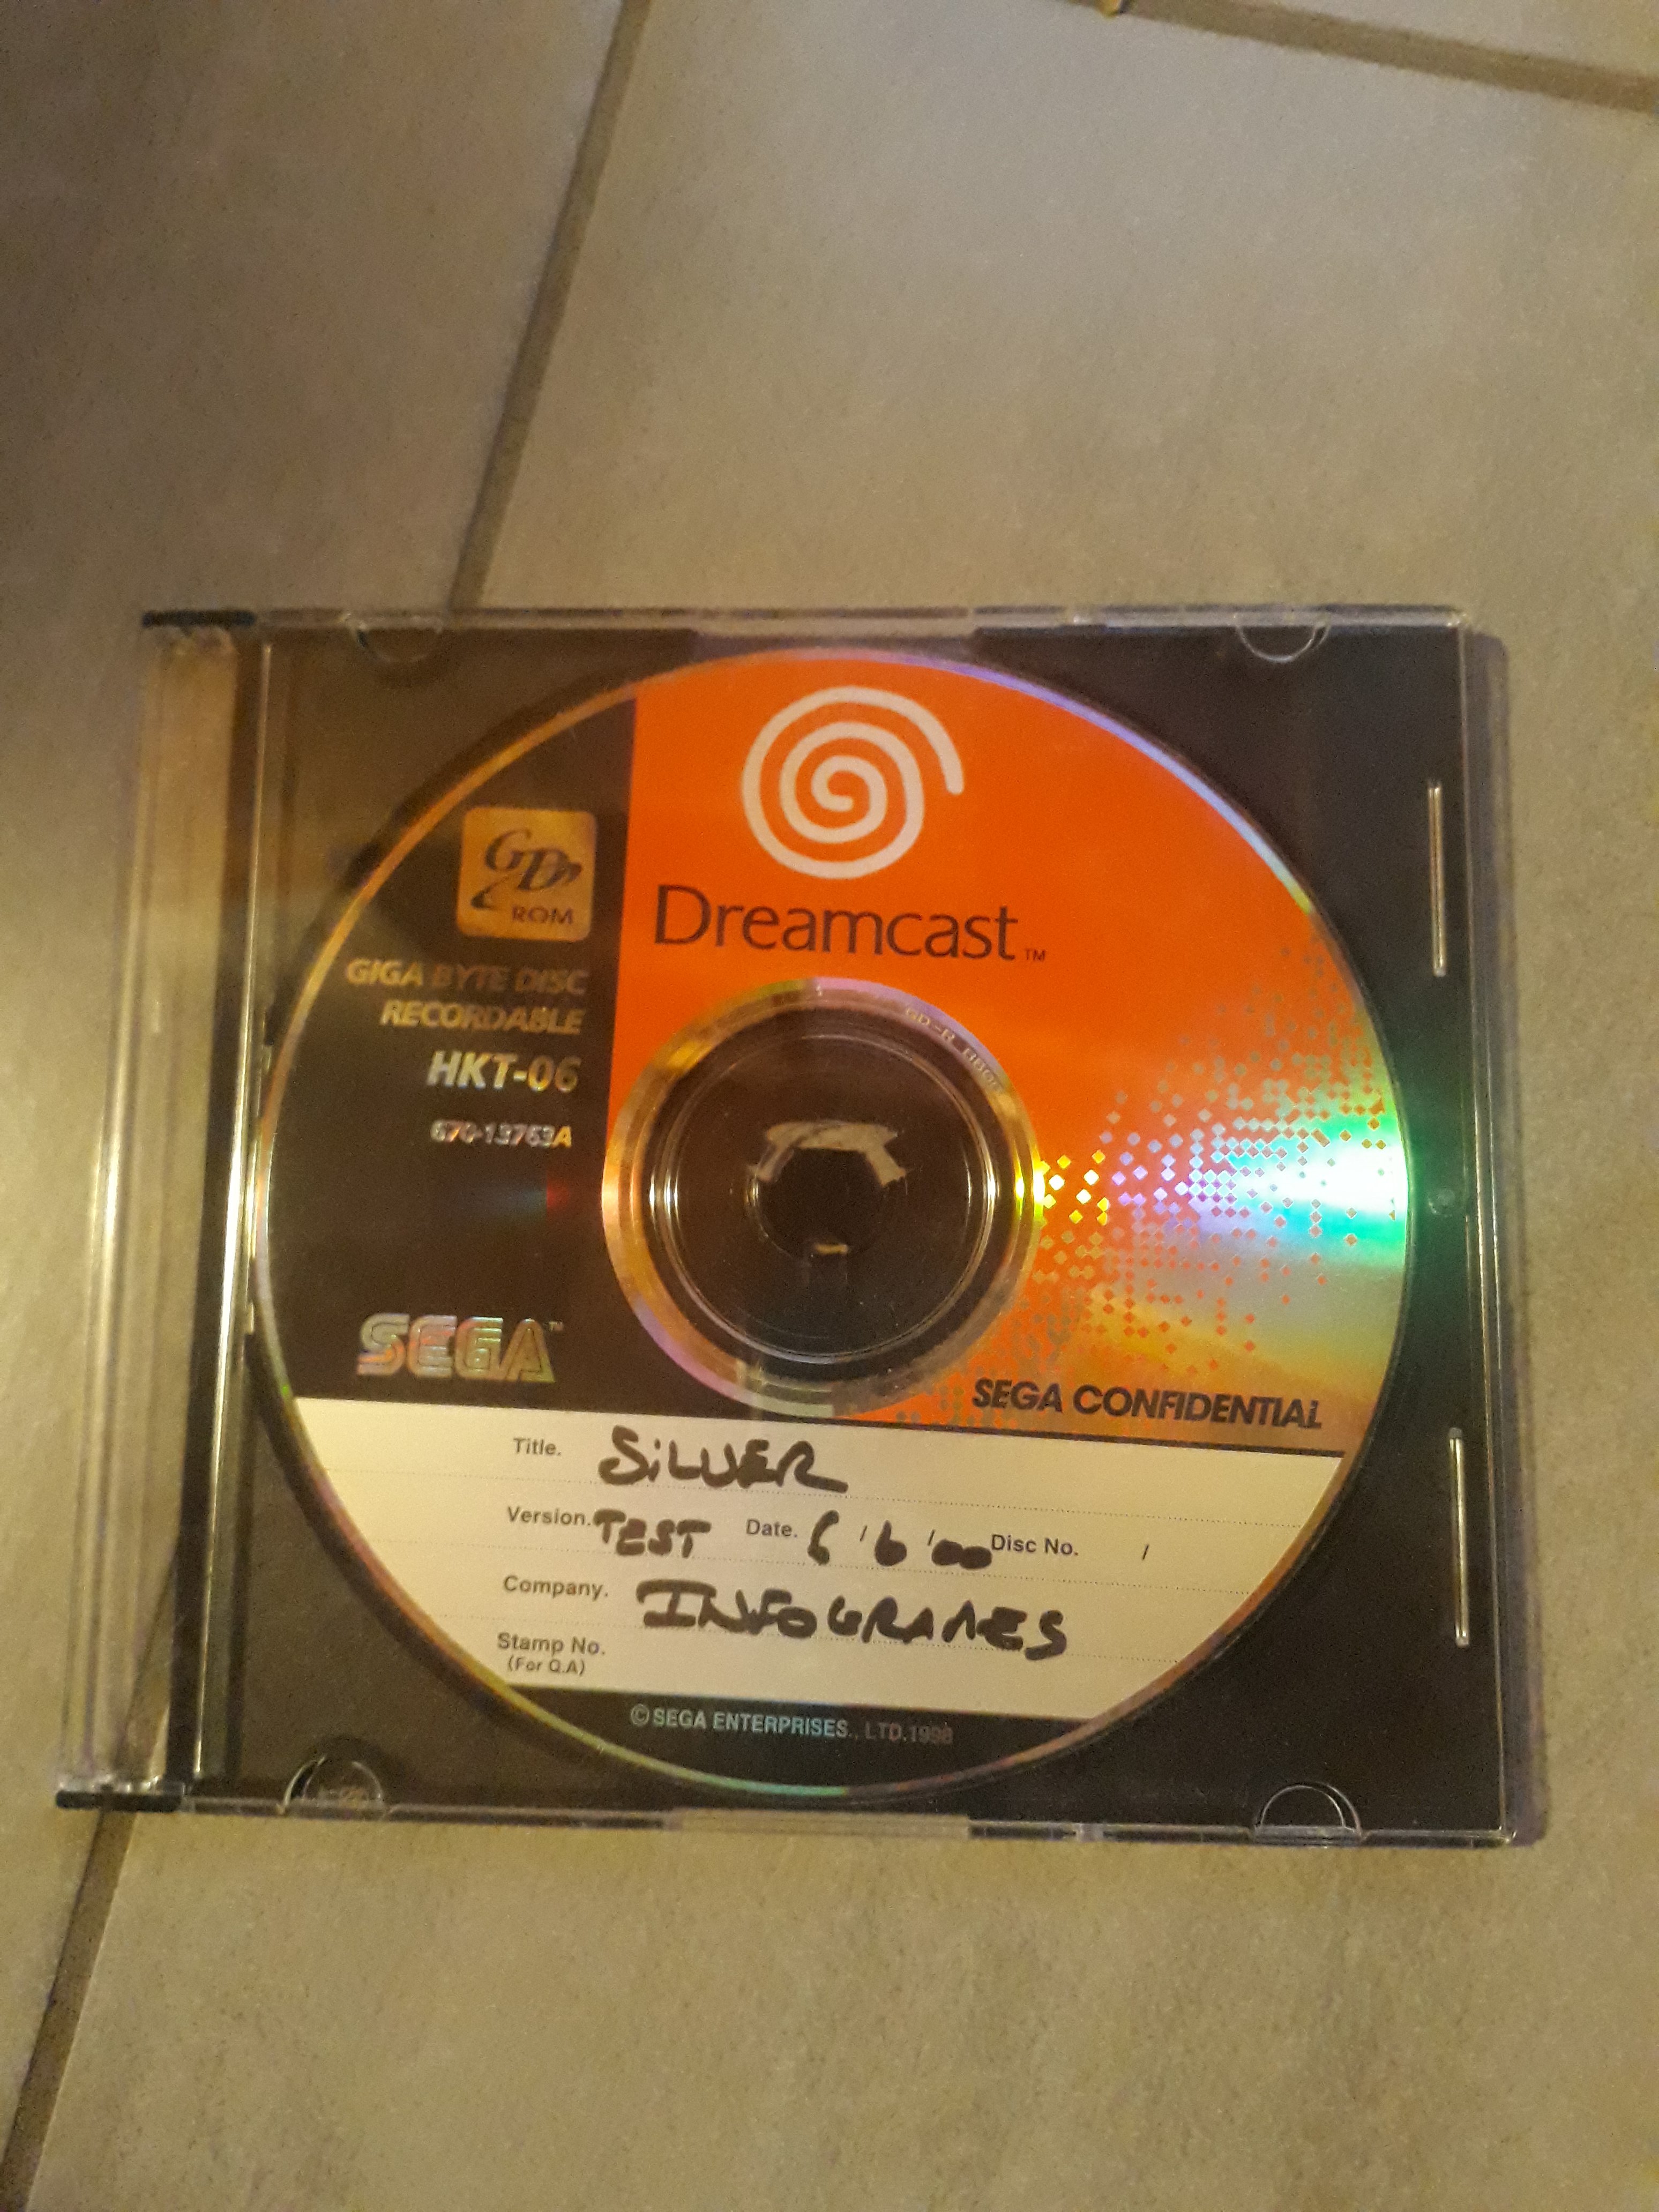 GD
ROM
GIGA BYTE DISC
RECORDABLE
HKT-06
670-13763A
SEGA™
Dreamcast™
SEGA CONFIDENTIAL
Title. SiLVER
Version. TEST Date. 6 / 6 / 00 Disc No. /
Company. INFOGRAMES
Stamp No.
(For Q.A)
© SEGA ENTERPRISES., LTD.1998